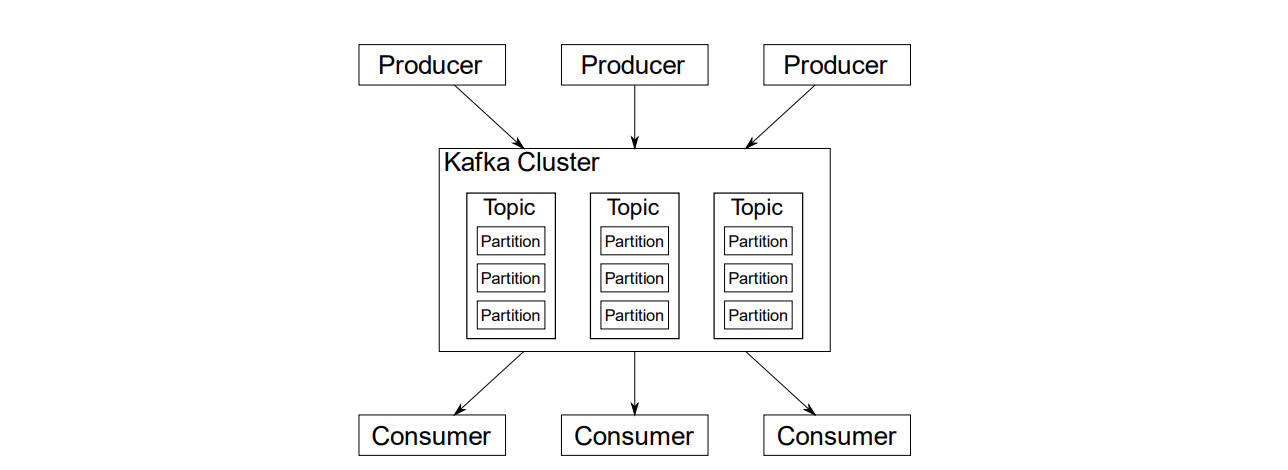 Producer Producer Producer
Kafka Cluster
Topic Topic Topic
Partition Partition Partition
Partition Partition Partition
Partition Partition Partition
Consumer Consumer Consumer